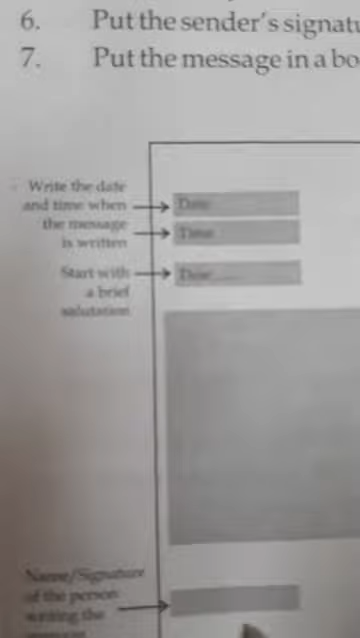 6. Put the sender's signatu
7. Put the message in a bo
Write the date
and time when
the message
is written
Date
Time
Start with
a brief
salutation
Dear
Name/Signature
of the person
writing the
message